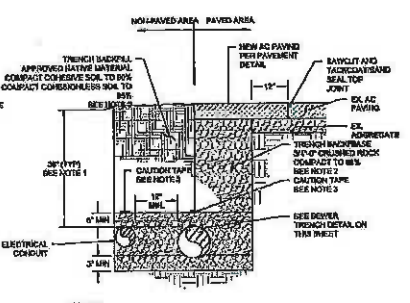 NON-PAVED AREA
PAVED AREA
TRENCH BACKFILL
APPROVED NATIVE MATERIAL
COMPACT COHESIVE SOIL TO 90%
COMPACT COHESIONLESS SOIL TO
95%
SEE NOTE 2
NEW AC PAVING
PER PAVEMENT
DETAIL
12"
SAWCUT AND
TACKCOAT/SAND
SEAL TOP
JOINT
EX. AC
PAVING
EX.
AGGREGATE
TRENCH BACKBASE
3/4"-0" CRUSHED ROCK
COMPACT TO
SEE NOTE 2
CAUTION TAPE
SEE NOTE 3
36" (TYP)
SEE NOTE 1
CAUTION TAPE
SEE NOTE 3
12"
MIN.
6" MIN
SEE SEWER
TRENCH DETAIL ON
THIS SHEET
ELECTRICAL
CONDUIT
3" MIN